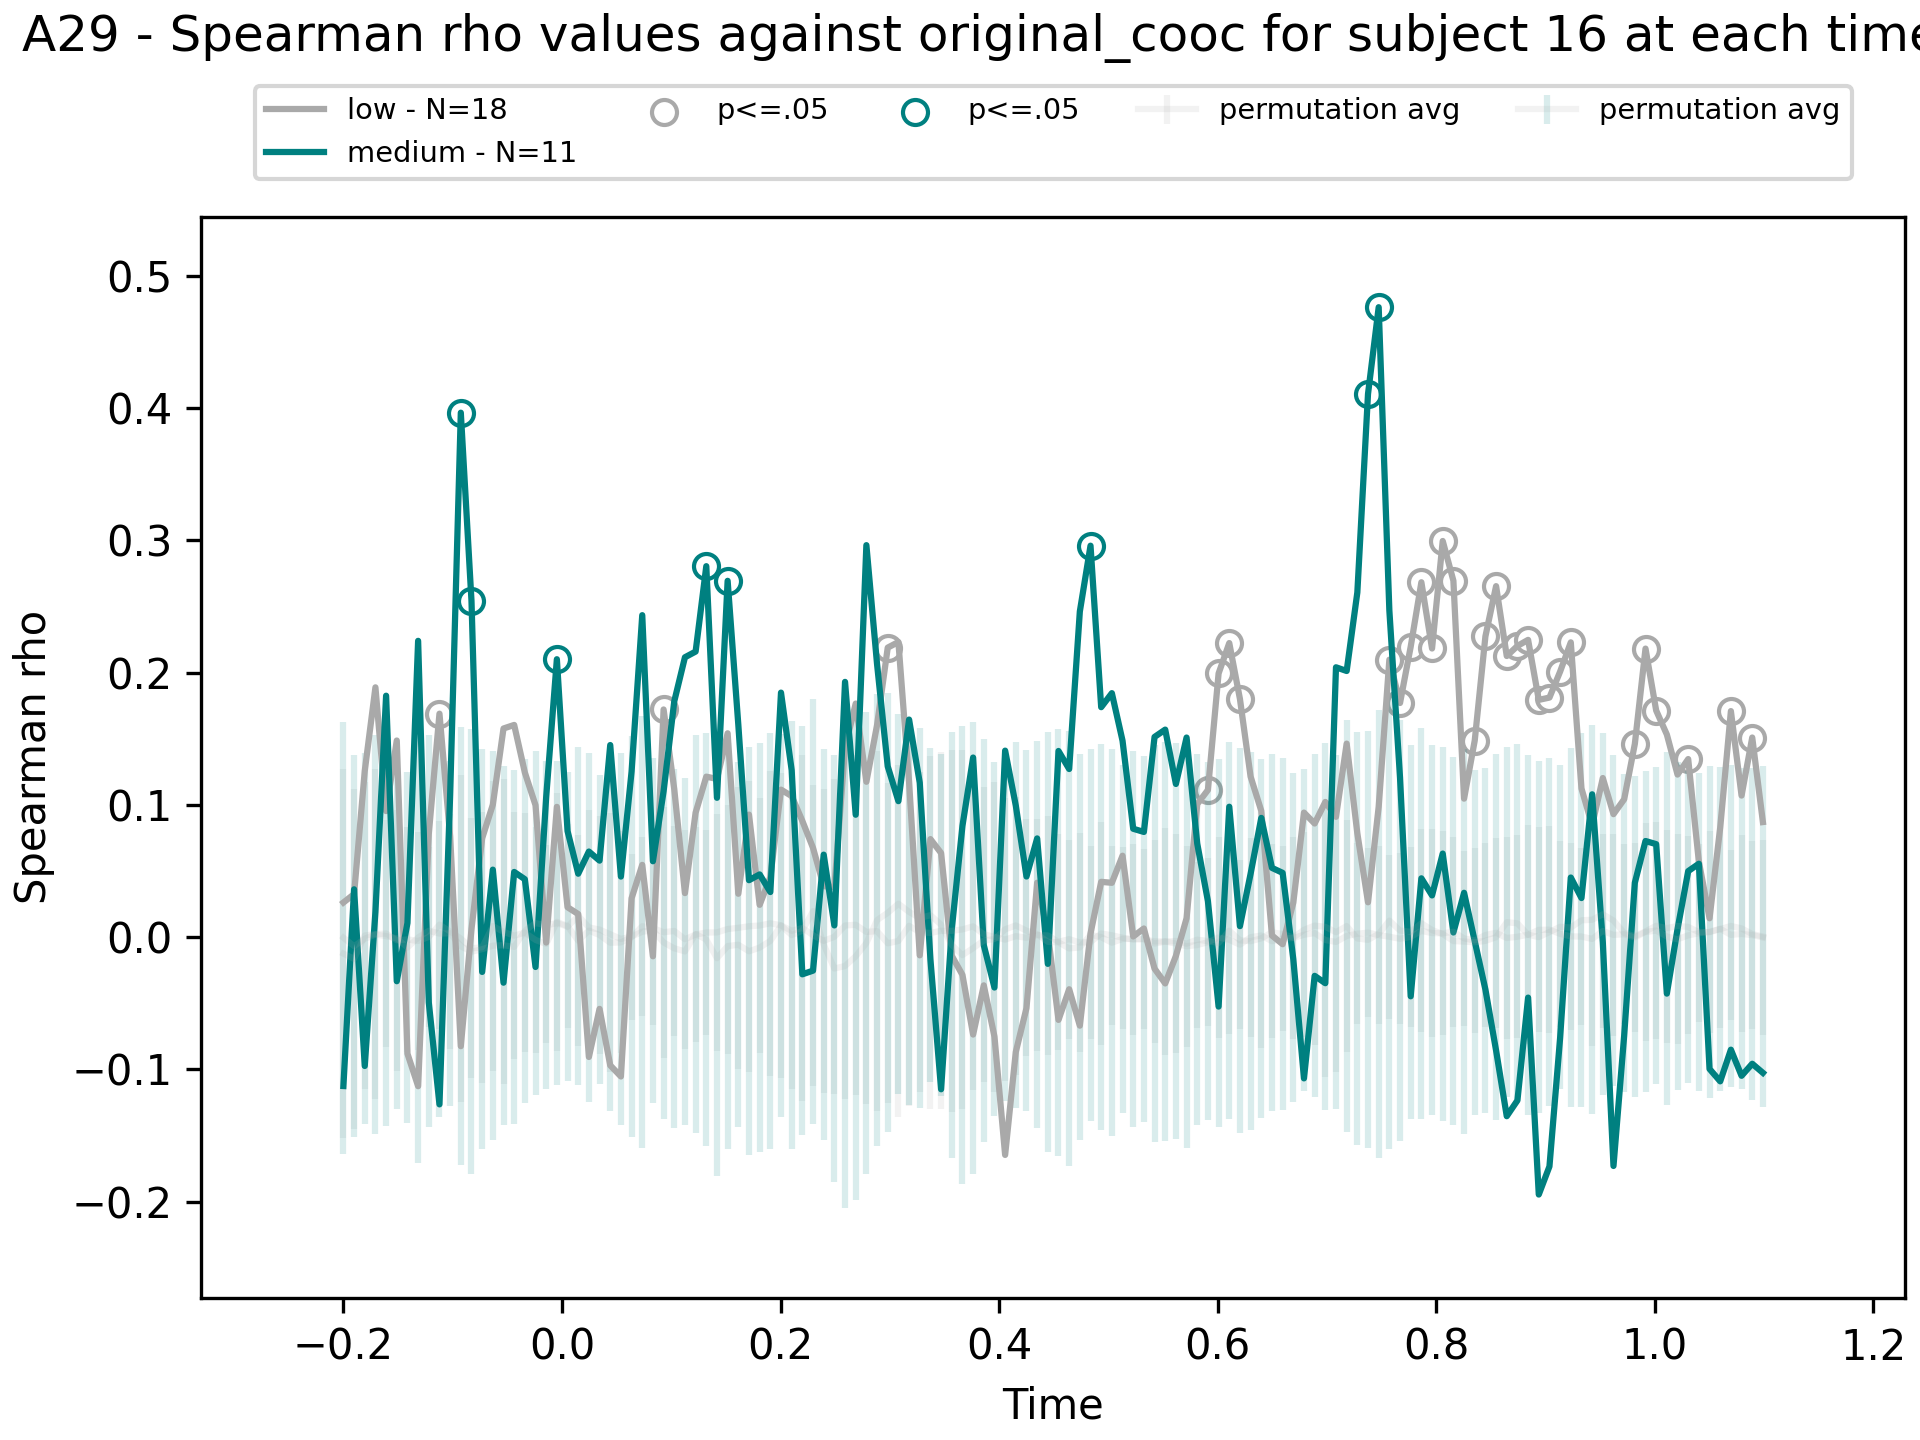 A29 - Spearman rho values against original_cooc for subject 16 at each time
low - N=18
medium - N=11
p<=.05
p<=.05
permutation avg
permutation avg
Spearman rho
0.5
0.4
0.3
0.2
0.1
0.0
−0.1
−0.2
−0.2 0.0 0.2 0.4 0.6 0.8 1.0 1.2
Time